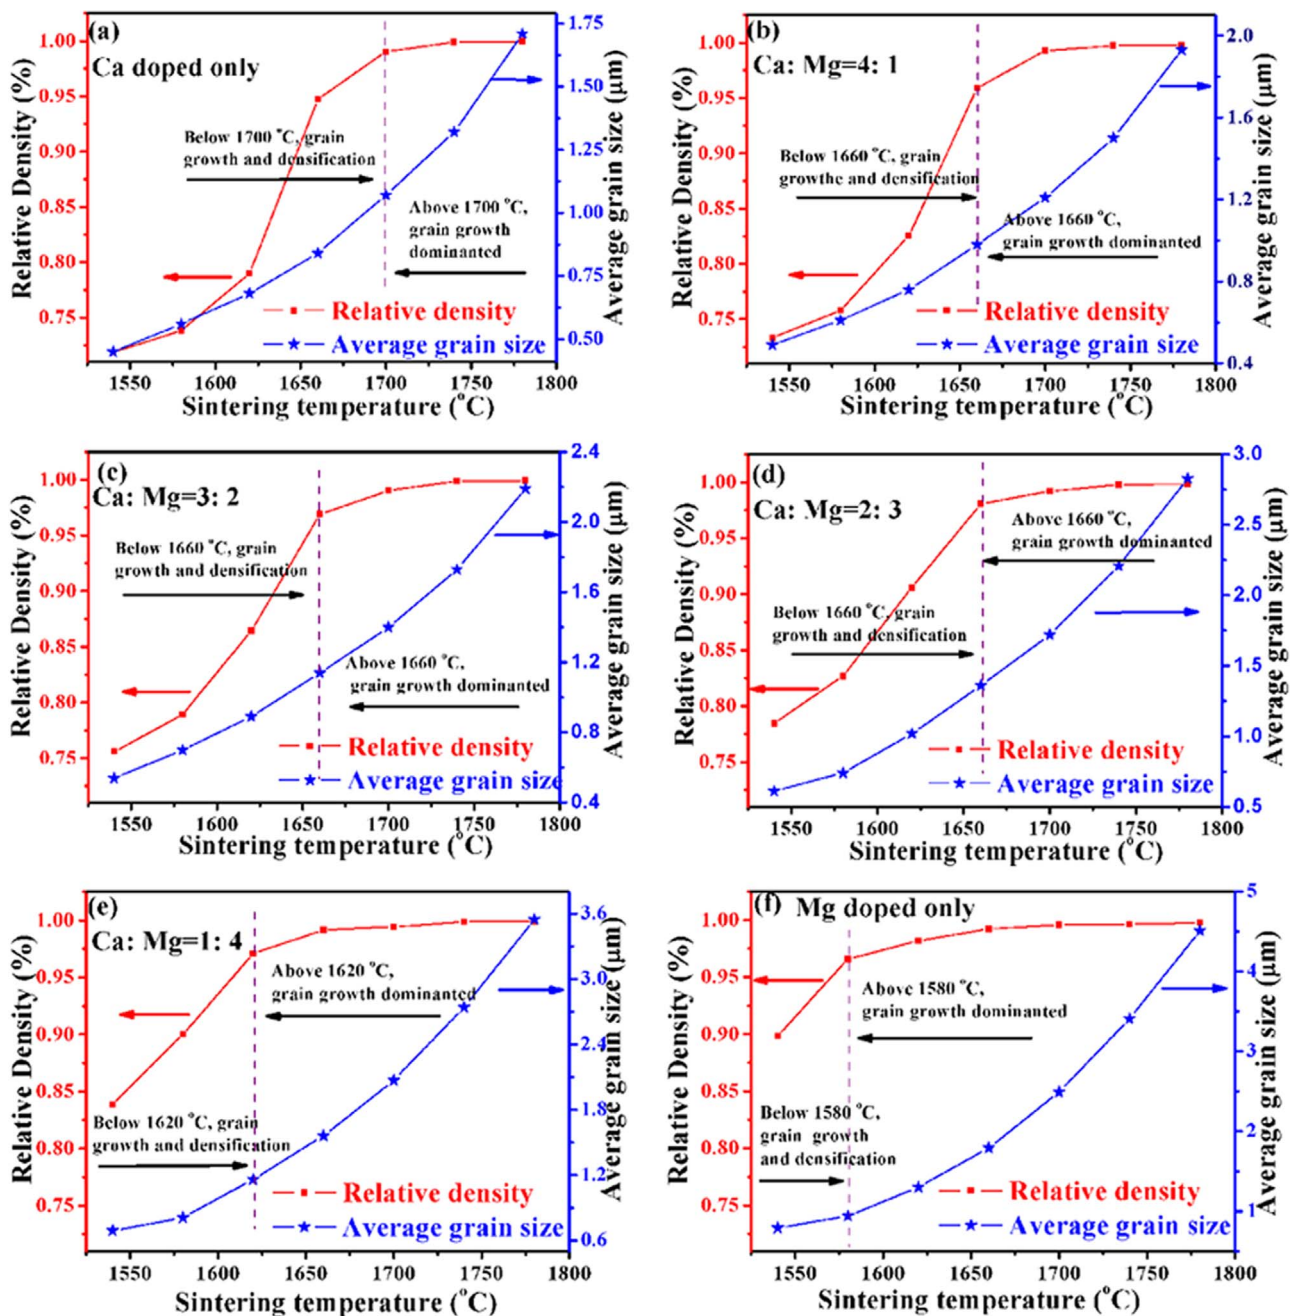 (a)
Ca doped only
Relative Density (%)
1.00
0.95
0.90
0.85
0.80
0.75
Below 1700 °C, grain
growth and densification
Above 1700 °C,
grain growth
dominanted
Relative density
Average grain size
1.75
1.50
1.25
1.00
0.75
0.50
Average grain size (μm)
1550 1600 1650 1700 1750 1800
Sintering temperature (°C)
(b)
Ca: Mg=4: 1
Relative Density (%)
1.00
0.95
0.90
0.85
0.80
0.75
Below 1660 °C, grain
growthe and densification
Above 1660 °C,
grain growth dominanted
Relative density
Average grain size
2.0
1.6
1.2
0.8
0.4
Average grain size (μm)
1550 1600 1650 1700 1750 1800
Sintering temperature (°C)
(c)
Ca: Mg=3: 2
Relative Density (%)
1.00
0.95
0.90
0.85
0.80
0.75
Below 1660 °C, grain
growth and densification
Above 1660 °C,
grain growth dominanted
Relative density
Average grain size
2.4
2.0
1.6
1.2
0.8
0.4
Average grain size (μm)
1550 1600 1650 1700 1750 1800
Sintering temperature (°C)
(d)
Ca: Mg=2: 3
Relative Density (%)
1.00
0.95
0.90
0.85
0.80
0.75
Above 1660 °C,
grain growth dominanted
Below 1660 °C, grain
growth and densification
Relative density
Average grain size
3.0
2.5
2.0
1.5
1.0
0.5
Average grain size (μm)
1550 1600 1650 1700 1750 1800
Sintering temperature (°C)
(e)
Ca: Mg=1: 4
Relative Density (%)
1.00
0.95
0.90
0.85
0.80
0.75
Above 1620 °C,
grain growth dominanted
Below 1620 °C, grain
growth and densification
Relative density
Average grain size
3.6
3.0
2.4
1.8
1.2
0.6
Average grain size (μm)
1550 1600 1650 1700 1750 1800
Sintering temperature (°C)
(f)
Mg doped only
Relative Density (%)
1.00
0.95
0.90
0.85
0.80
0.75
Above 1580 °C,
grain growth dominanted
Below 1580 °C,
grain growth
and densification
Relative density
Average grain size
5
4
3
2
1
Average grain size (μm)
1550 1600 1650 1700 1750 1800
Sintering temperature (°C)